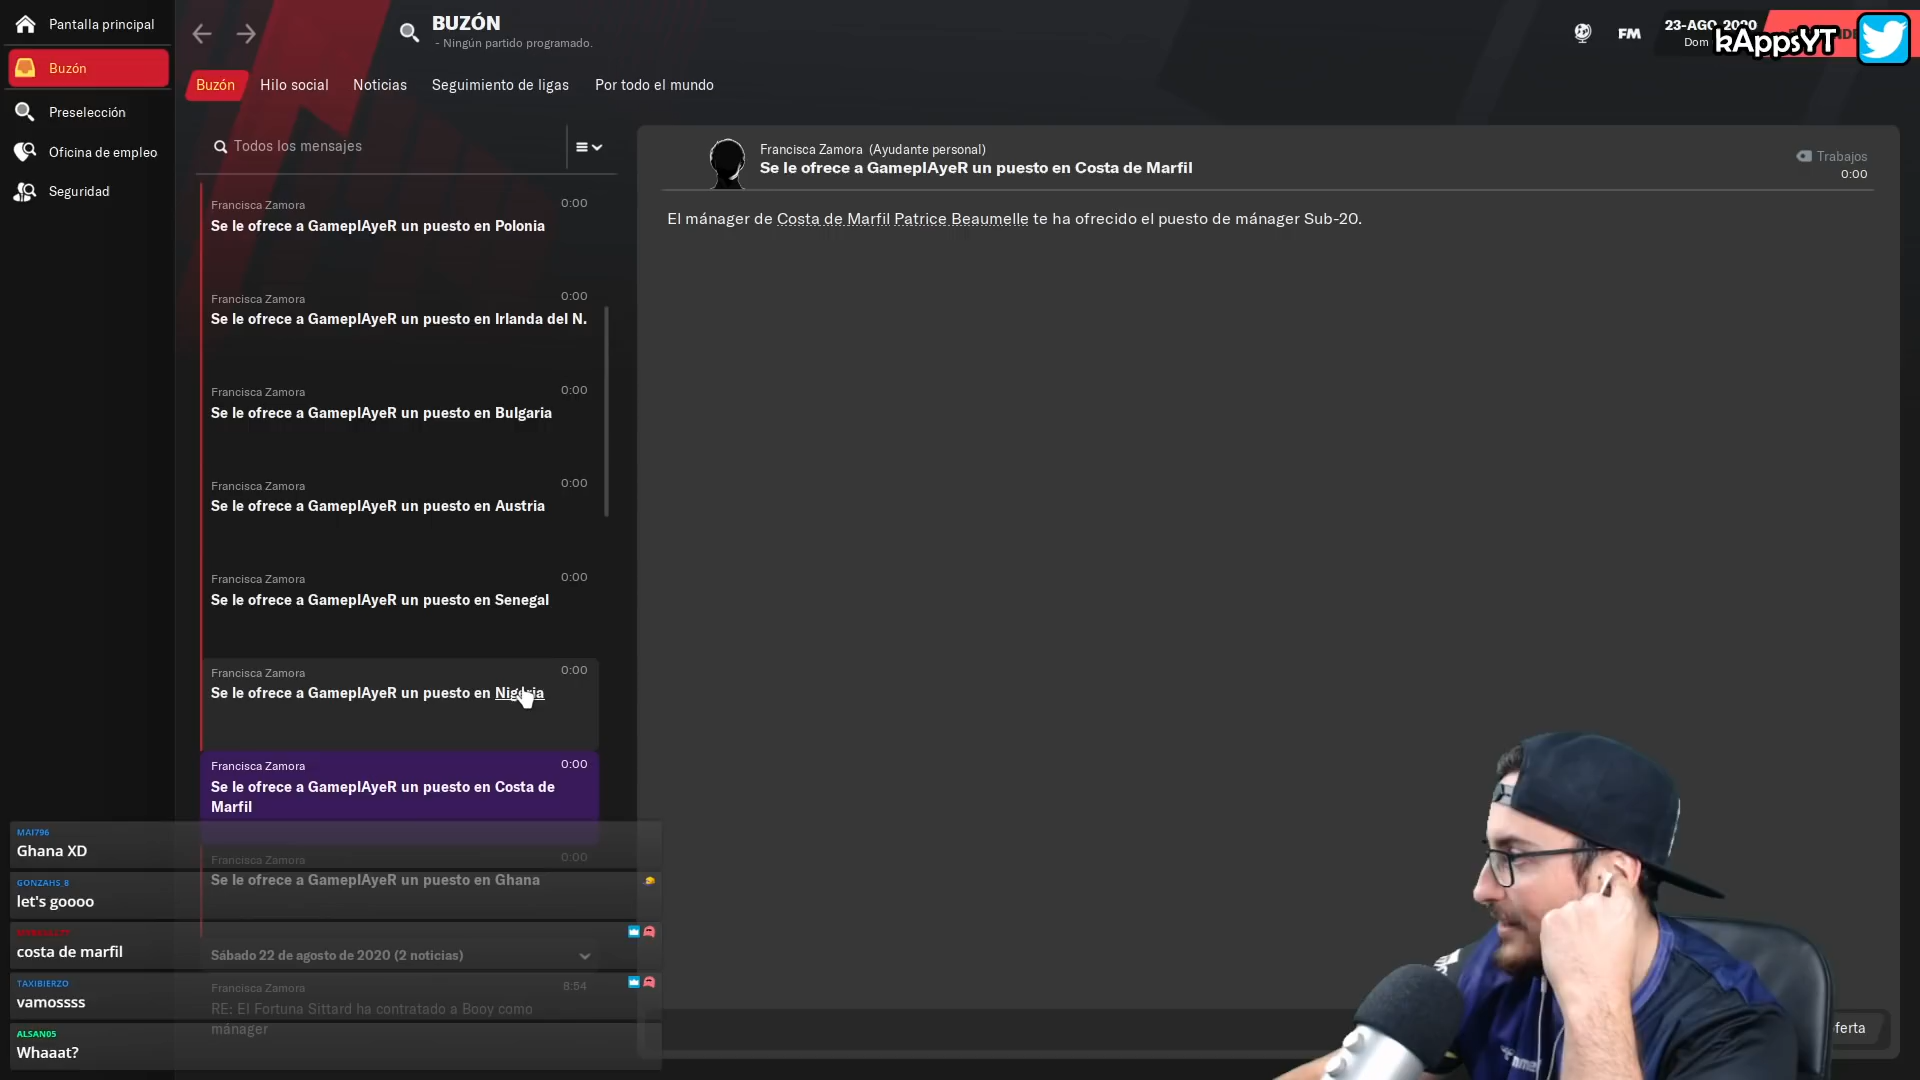 Pantalla principal
Buzón
Preselección
Oficina de empleo
Seguridad
BUZÓN
- Ningún partido programado.
FM
23-AGO. 2020
Dom
kAppsYT
Buzón
Hilo social
Noticias
Seguimiento de ligas
Por todo el mundo
Todos los mensajes
Francisca Zamora
0:00
Se le ofrece a GameplAyeR un puesto en Polonia
Francisca Zamora
0:00
Se le ofrece a GameplAyeR un puesto en Irlanda del N.
Francisca Zamora
0:00
Se le ofrece a GameplAyeR un puesto en Bulgaria
Francisca Zamora
0:00
Se le ofrece a GameplAyeR un puesto en Austria
Francisca Zamora
0:00
Se le ofrece a GameplAyeR un puesto en Senegal
Francisca Zamora
0:00
Se le ofrece a GameplAyeR un puesto en Nigeria
Francisca Zamora
0:00
Se le ofrece a GameplAyeR un puesto en Costa de
Marfil
Francisca Zamora
0:00
Se le ofrece a GameplAyeR un puesto en Ghana
Sábado 22 de agosto de 2020 (2 noticias)
Francisca Zamora
8:54
RE: El Fortuna Sittard ha contratado a Booy como
mánager
Francisca Zamora (Ayudante personal)
Se le ofrece a GameplAyeR un puesto en Costa de Marfil
Trabajos
0:00
El mánager de Costa de Marfil Patrice Beaumelle te ha ofrecido el puesto de mánager Sub-20.
MAI796
Ghana XD
GONZAHS_8
let's goooo
costa de marfil
TAXIBIERZO
vamossss
ALSAN05
Whaaat?